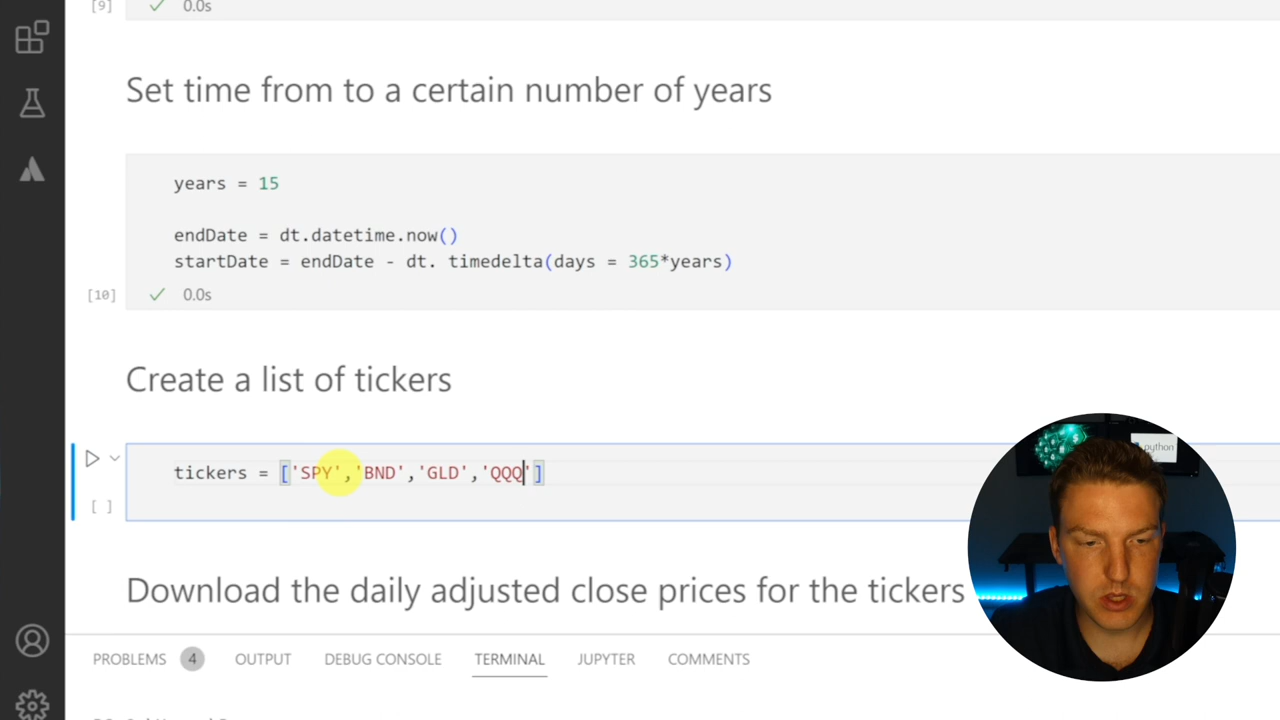 [9] 0.0s
Set time from to a certain number of years
years = 15
endDate = dt.datetime.now()
startDate = endDate - dt. timedelta(days = 365*years)
[10] 0.0s
Create a list of tickers
tickers = ['SPY','BND','GLD','QQQ']
[ ]
python
Download the daily adjusted close prices for the tickers
PROBLEMS 4 OUTPUT DEBUG CONSOLE TERMINAL JUPYTER COMMENTS